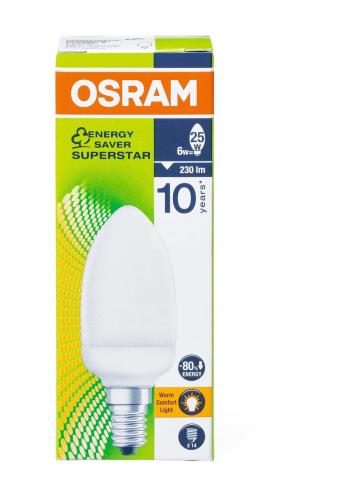 OSRAM
ENERGY
SAVER
SUPERSTAR
6w=
25
W
230 lm
10
years*
-80%
ENERGY
Warm
Comfort
Light
E 14